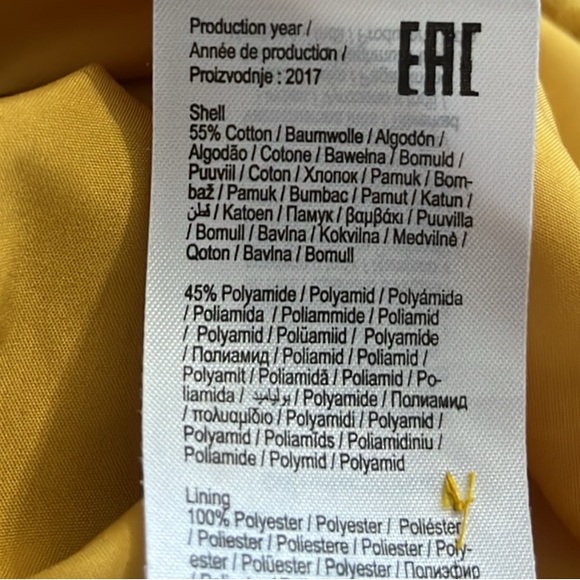 Production year /
Année de production /
Proizvodnje : 2017
EAC
Shell
55% Cotton / Baumwolle / Algodón /
Algodão / Cotone / Bawełna / Bomuld /
Puuviil / Coton / Хлопок / Pamuk / Bom-
baž / Pamuk / Bumbac / Pamut / Katun /
قطن / Katoen / Памук / βαμβάκι / Puuvilla
/ Bomull / Bavlna / Kokvilna / Medvilnė /
Qoton / Bavlna / Bomull
45% Polyamide / Polyamid / Polyámida
/ Poliamida / Poliammide / Poliamid
/ Polyamid / Polüamiid / Polyamide
/ Полиамид / Poliamid / Poliamid /
Polyamit / Poliamidă / Poliamid / Po-
liamida / / Polyamide / Полиамид
/ πολυαμίδιο / Polyamidi / Polyamid /
Polyamid / Poliamīds / Poliamidiniu /
Poliamide / Polymid / Polyamid
Lining
100% Polyester / Polyester / Poliéster
/ Poliester / Poliestere / Poliester / Poly-
ester / Polüester / Polyester / Полиэфир